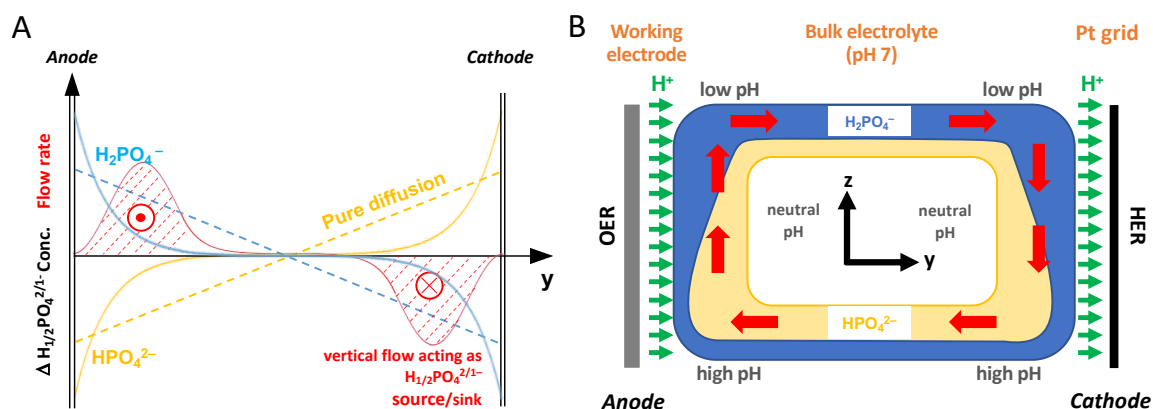 A
Anode
Cathode
Flow rate
Δ H₁/₂PO₄²/¹⁻ Conc.
H₂PO₄⁻
Pure diffusion
y
HPO₄²⁻
vertical flow acting as
H₁/₂PO₄²/¹⁻
source/sink
B
Working
electrode
Bulk electrolyte
(pH 7)
Pt grid
H⁺
low pH
low pH
H⁺
H₂PO₄⁻
OER
neutral
pH
z
y
neutral
pH
HER
HPO₄²⁻
high pH
high pH
Anode
Cathode